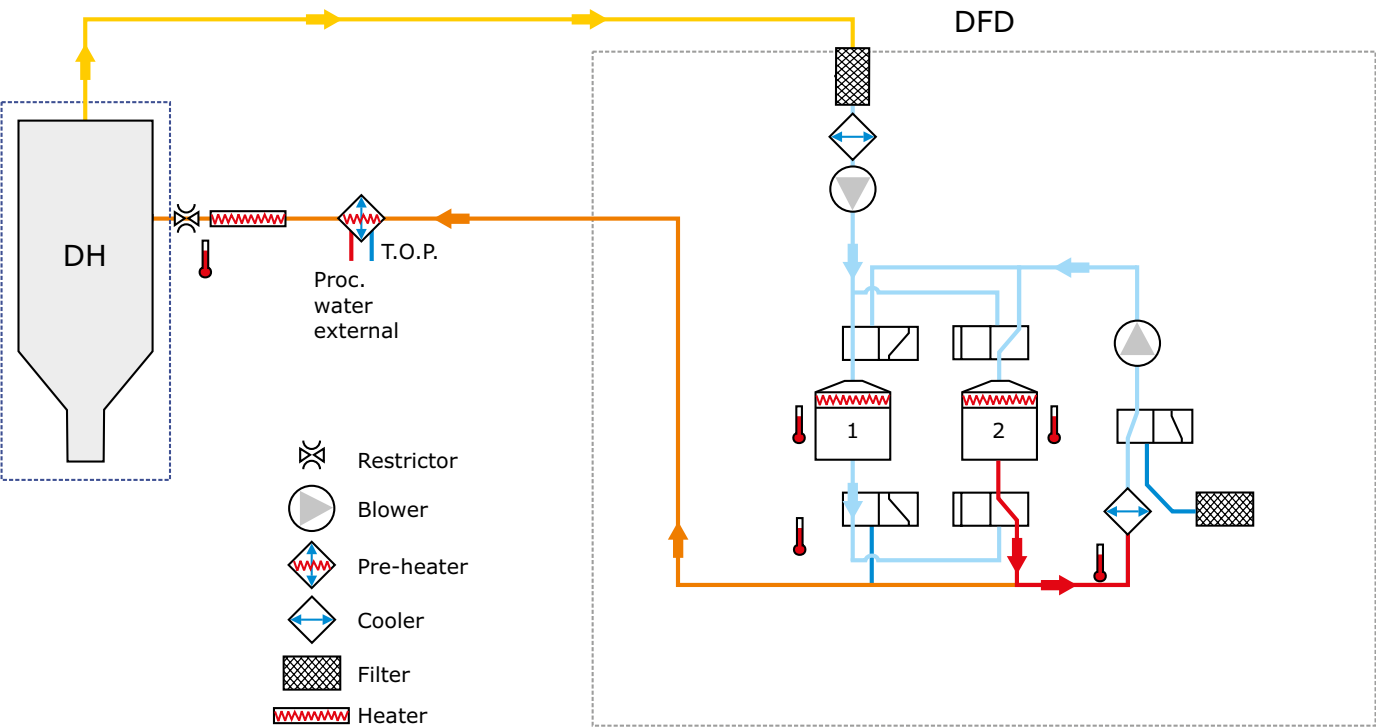 DFD
DH
T.O.P.
Proc.
water
external
1
2
Restrictor
Blower
Pre-heater
Cooler
Filter
Heater